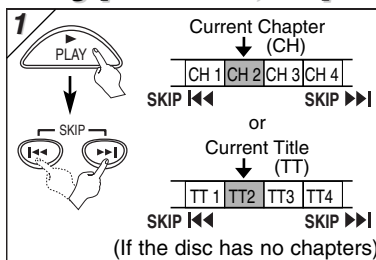 1
PLAY
SKIP
Current Chapter
(CH)
CH 1 CH 2 CH 3 CH 4
SKIP SKIP
or
Current Title
(TT)
TT 1 TT2 TT3 TT4
SKIP SKIP
(If the disc has no chapters)